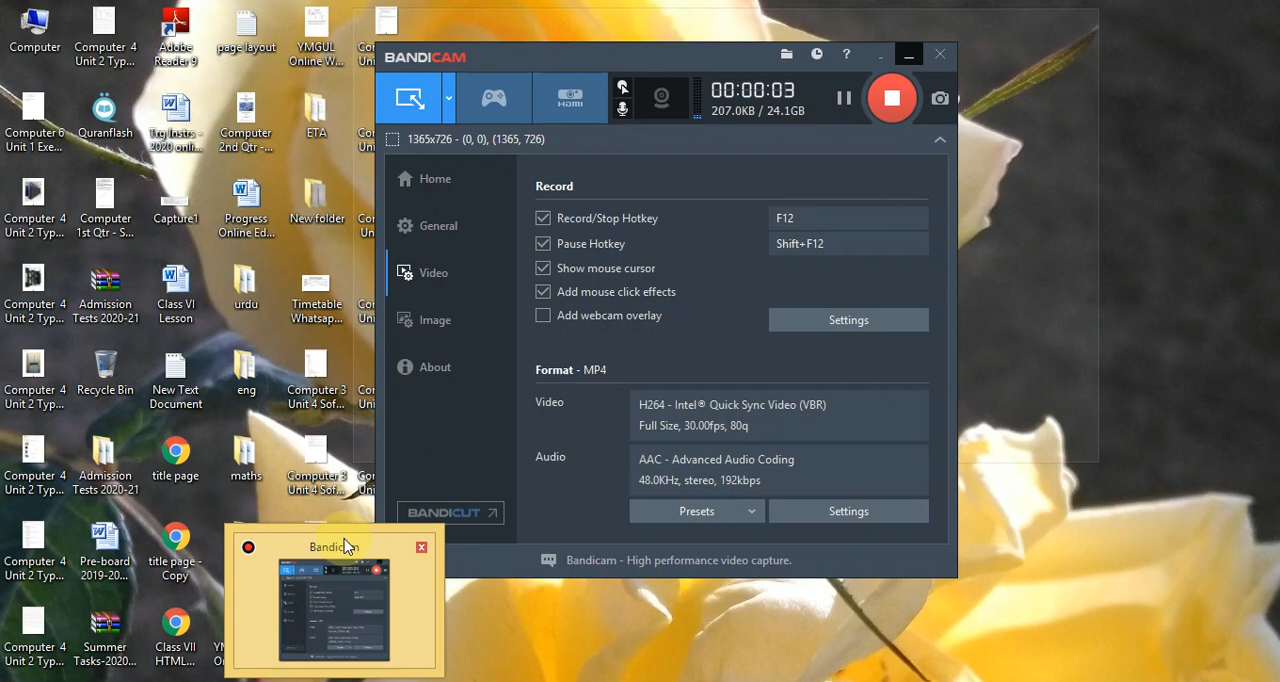 Computer
Computer 4
Unit 2 Typ...
Adobe
Reader 9
page layout
YMGUL
Online W...
Computer 6
Unit 1 Exe...
Quranflash
Trg Instrs -
2020 onli...
Computer
2nd Qtr -...
ETA
Computer 4
Unit 2 Typ...
Computer
1st Qtr - S...
Capture1
Progress
Online Ed...
New folder
Computer 4
Unit 2 Typ...
Admission
Tests 2020-21
Class VI
Lesson
urdu
Timetable
Whatsap...
Computer 4
Unit 2 Typ...
Recycle Bin
New Text
Document
eng
Computer 3
Unit 4 Sof...
Computer 4
Unit 2 Typ...
Admission
Tests 2020-21
title page
maths
Computer 3
Unit 4 Sof...
Computer 4
Unit 2 Typ...
Pre-board
2019-20...
title page -
Copy
Computer 4
Unit 2 Typ...
Summer
Tasks-2020...
Class VII
HTML...
BANDICAM
?
HDMI
00:00:03
207.0KB / 24.1GB
1365x726 - (0, 0), (1365, 726)
Home
General
Video
Image
About
BANDICUT
Record
Record/Stop Hotkey
F12
Pause Hotkey
Shift+F12
Show mouse cursor
Add mouse click effects
Add webcam overlay
Settings
Format - MP4
Video
H264 - Intel® Quick Sync Video (VBR)
Full Size, 30.00fps, 80q
Audio
AAC - Advanced Audio Coding
48.0KHz, stereo, 192kbps
Presets
Settings
Bandicam - High performance video capture.